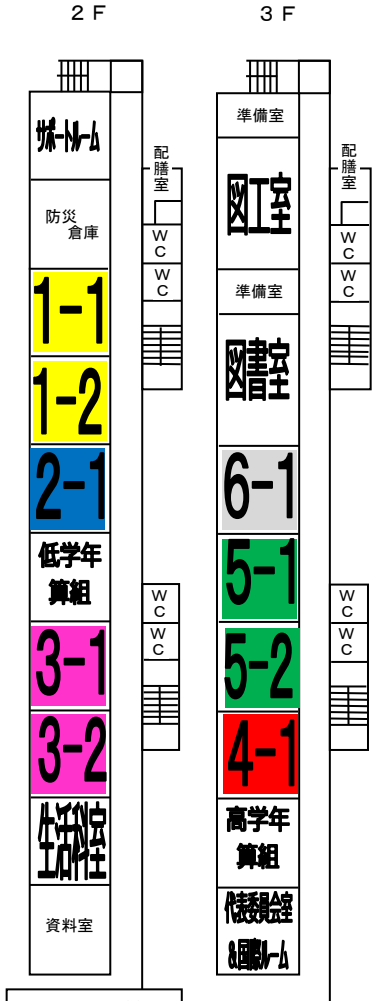 2F
サポートルーム
防災
倉庫
1-1
1-2
2-1
低学年
算組
3-1
3-2
生活科室
資料室
配膳室
WC
WC
WC
WC
3F
準備室
図工室
準備室
図書室
6-1
5-1
5-2
4-1
高学年
算組
代表委員会室
&国際ルーム
配膳室
WC
WC
WC
WC